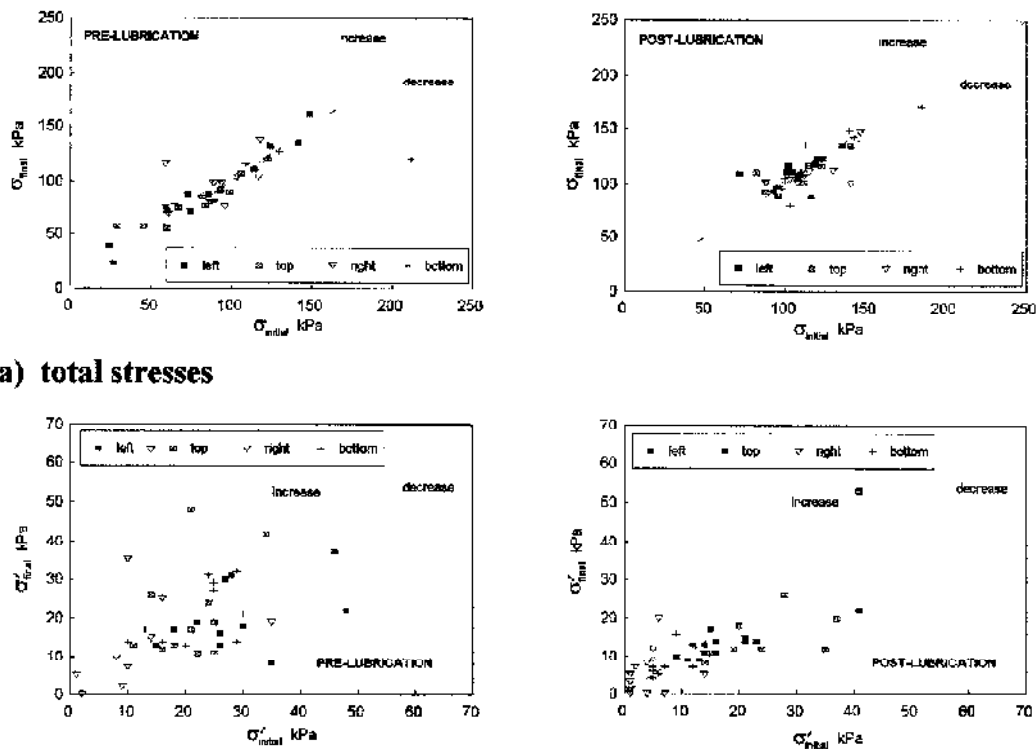 250
200
150
100
50
0
PRE-LUBRICATION
increase
decrease
σfinal, kPa
left top right bottom
0 50 100 150 200 250
σinitial, kPa
250
200
150
100
50
0
POST-LUBRICATION
increase
decrease
σfinal, kPa
left top right bottom
0 50 100 150 200 250
σinitial, kPa
a) total stresses
70
60
50
40
30
20
10
0
left top right bottom
increase
decrease
σ'final, kPa
PRE-LUBRICATION
0 10 20 30 40 50 60 70
σ'initial, kPa
70
60
50
40
30
20
10
0
left top right bottom
increase
decrease
σ'final, kPa
POST-LUBRICATION
0 10 20 30 40 50 60 70
σ'initial, kPa